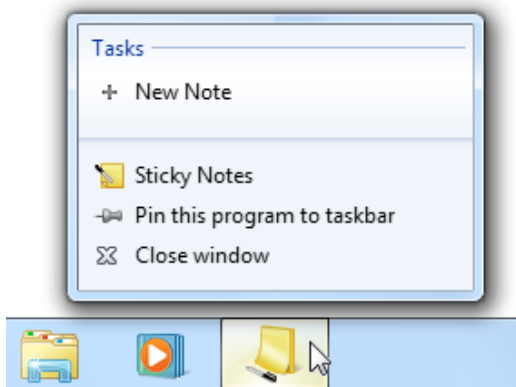 Tasks
New Note
Sticky Notes
Pin this program to taskbar
Close window